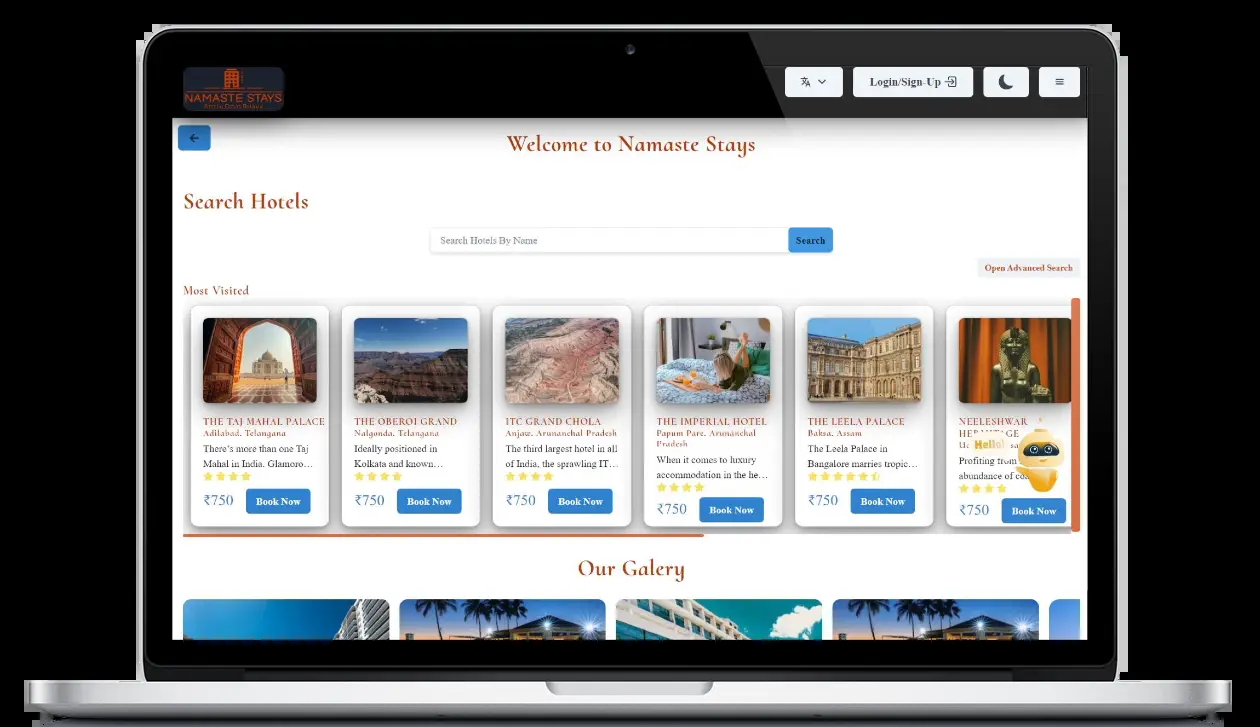 NAMASTE STAYS
Login/Sign-Up
Welcome to Namaste Stays
Search Hotels
Search Hotels By Name
Search
Open Advanced Search
Most Visited
THE TAJ MAHAL PALACE
Adilabad, Telangana
There's more than one Taj
Mahal in India. Glamoro...
₹750
Book Now
THE OBEROI GRAND
Nalgonda, Telangana
Ideally positioned in
Kolkata and known...
₹750
Book Now
ITC GRAND CHOLA
Anjaw, Arunanchal Pradesh
The third largest hotel in all
of India, the sprawling IT...
₹750
Book Now
THE IMPERIAL HOTEL
Papum Pare, Arunanchal
Pradesh
When it comes to luxury
accommodation in the he...
₹750
Book Now
THE LEELA PALACE
Baksa, Assam
The Leela Palace in
Bangalore marries tropic...
₹750
Book Now
NEELESHWAR
HERMITAGE
Hello!
Profiting from
abundance of
₹750
Book Now
Our Galery